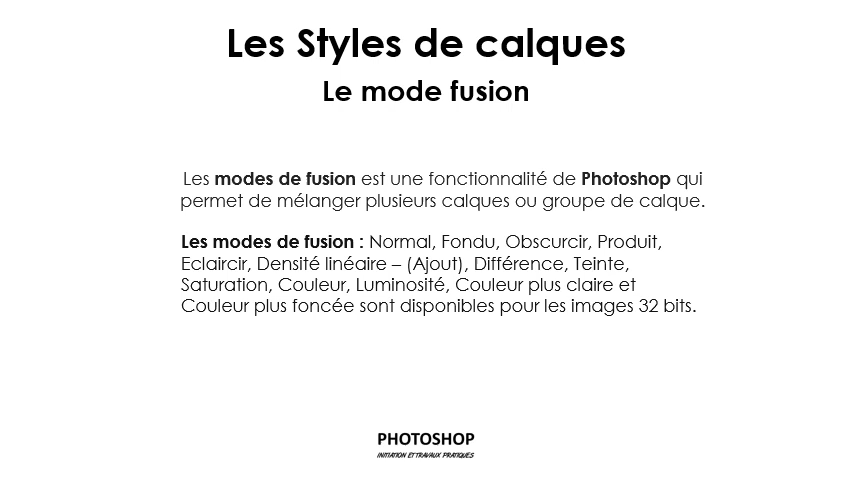 Les Styles de calques
Le mode fusion
Les modes de fusion est une fonctionnalité de Photoshop qui
permet de mélanger plusieurs calques ou groupe de calque.
Les modes de fusion : Normal, Fondu, Obscurcir, Produit,
Eclaircir, Densité linéaire – (Ajout), Différence, Teinte,
Saturation, Couleur, Luminosité, Couleur plus claire et
Couleur plus foncée sont disponibles pour les images 32 bits.
PHOTOSHOP
INITIATION ET TRAVAUX PRATIQUES